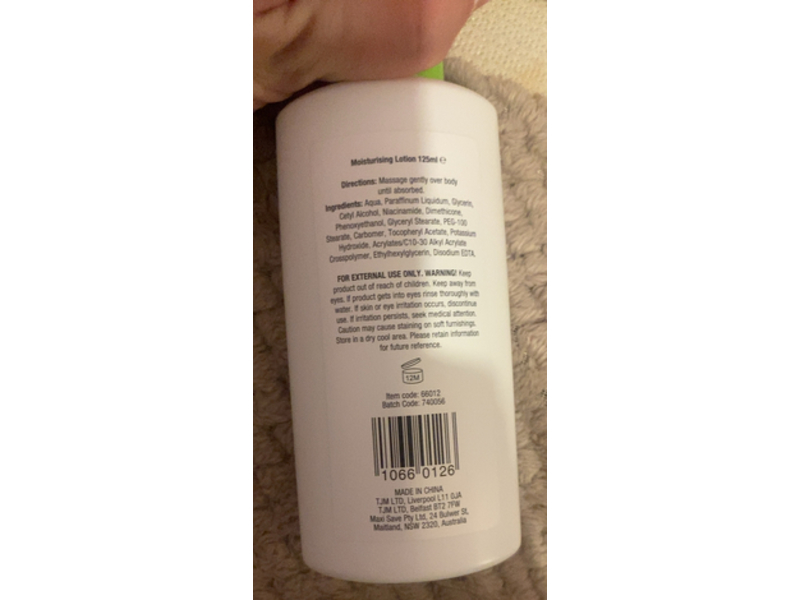 Moisturising Lotion 125ml ℮
Directions: Massage gently over body
until absorbed.
Ingredients: Aqua, Paraffinum Liquidum, Glycerin,
Cetyl Alcohol, Niacinamide, Dimethicone,
Phenoxyethanol, Glyceryl Stearate, PEG-100
Stearate, Carbomer, Tocopheryl Acetate, Potassium
Hydroxide, Acrylates/C10-30 Alkyl Acrylate
Crosspolymer, Ethylhexylglycerin, Disodium EDTA.
FOR EXTERNAL USE ONLY. WARNING! Keep
product out of reach of children. Keep away from
eyes. If product gets into eyes rinse thoroughly with
water. If skin or eye irritation occurs, discontinue
use. If irritation persists, seek medical attention.
Caution may cause staining on soft furnishings.
Store in a dry cool area. Please retain information
for future reference.
12M
Item code: 66012
Batch Code: 740056
1066 0126
MADE IN CHINA
TJM LTD, Liverpool L11 0JA
TJM LTD, Belfast BT2 7FW
Maxi Save Pty Ltd, 24 Bulwer St,
Maitland, NSW 2320, Australia